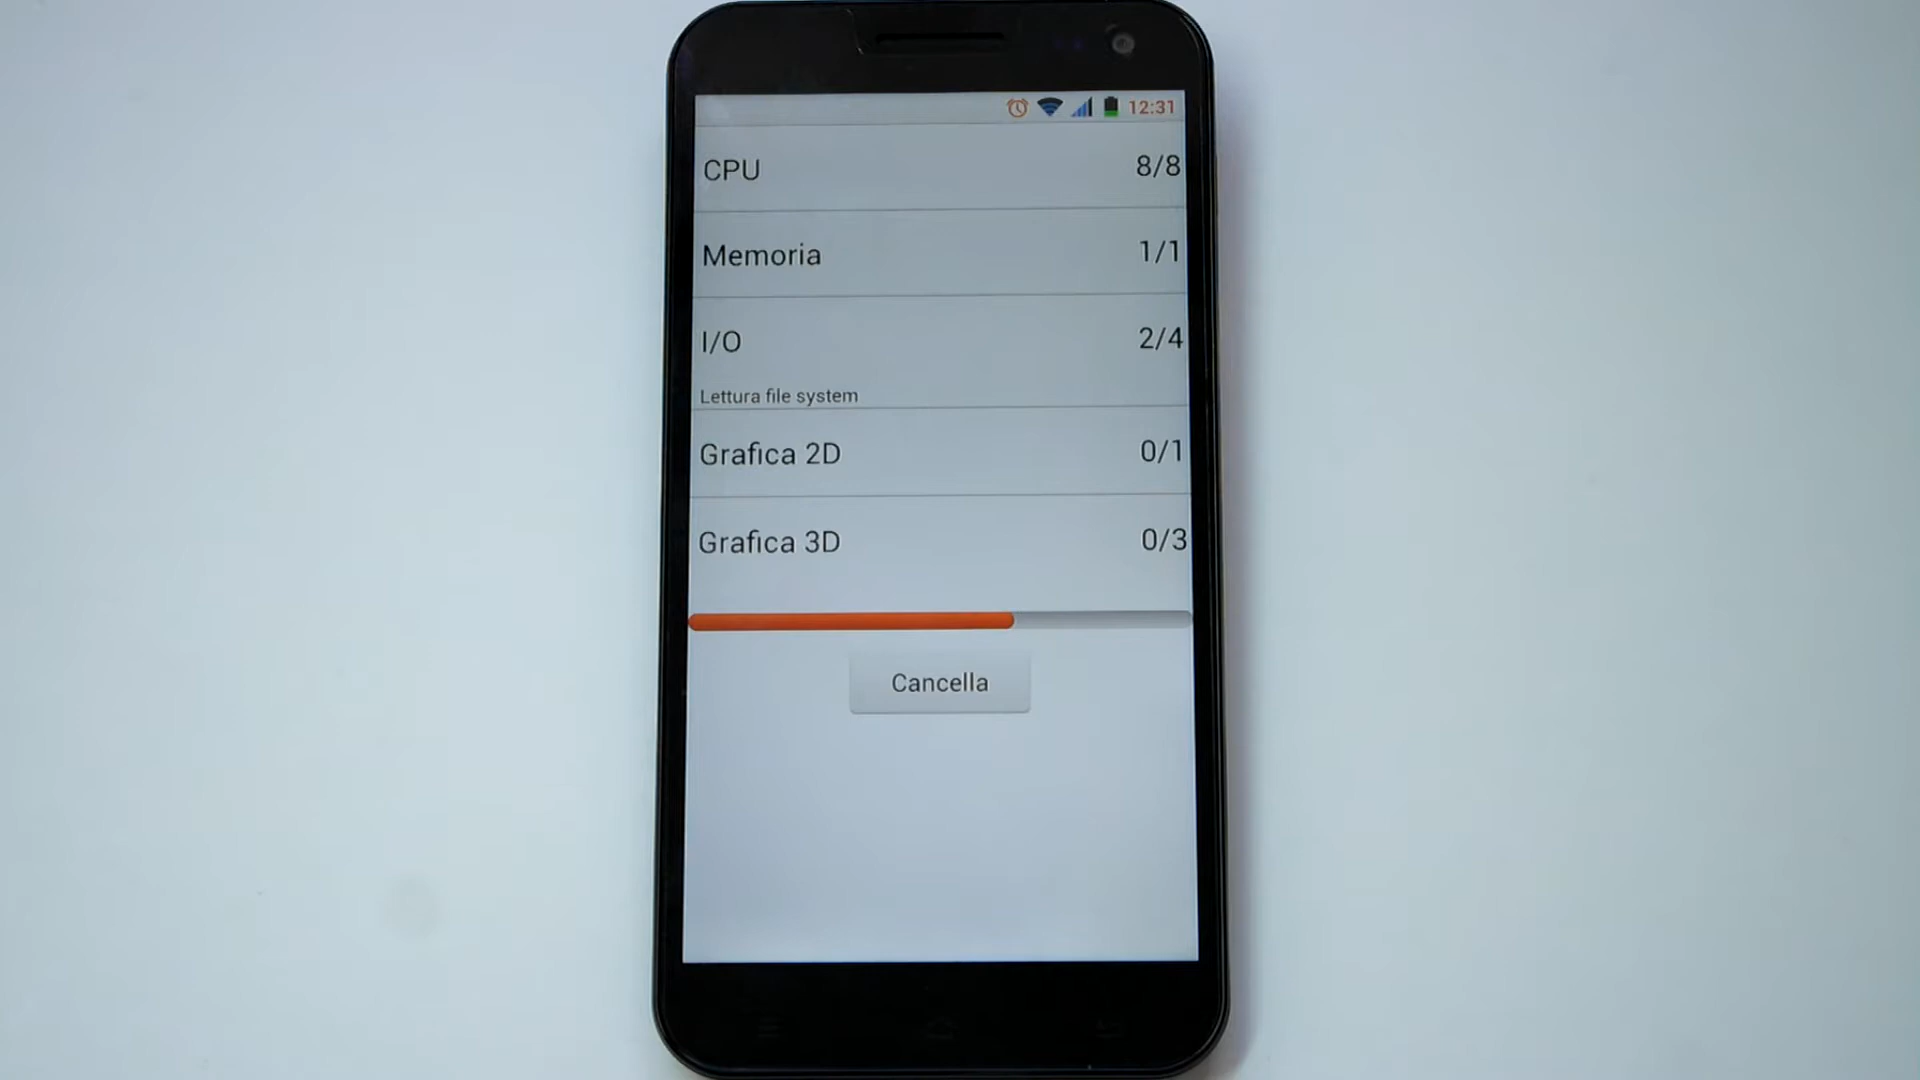 12:31
CPU 8/8
Memoria 1/1
I/O 2/4
Lettura file system
Grafica 2D 0/1
Grafica 3D 0/3
Cancella